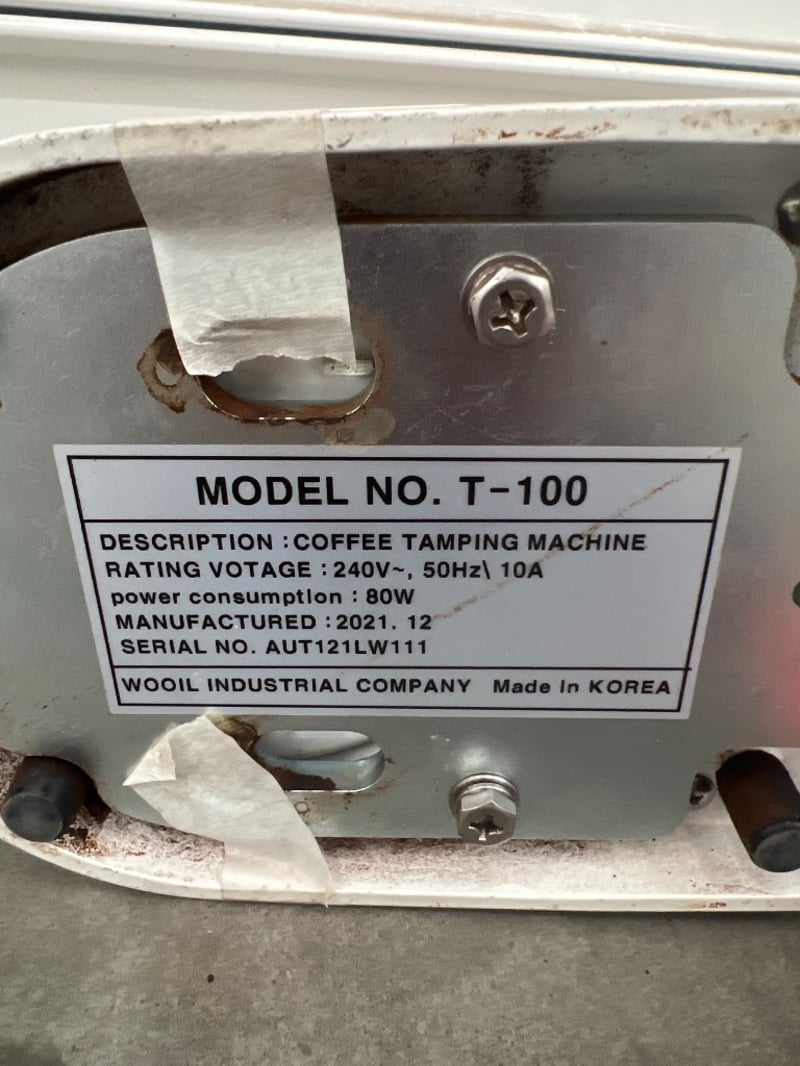 MODEL NO. T-100
DESCRIPTION : COFFEE TAMPING MACHINE
RATING VOTAGE : 240V~, 50Hz\ 10A
power consumption : 80W
MANUFACTURED : 2021. 12
SERIAL NO. AUT121LW111
WOOIL INDUSTRIAL COMPANY Made In KOREA